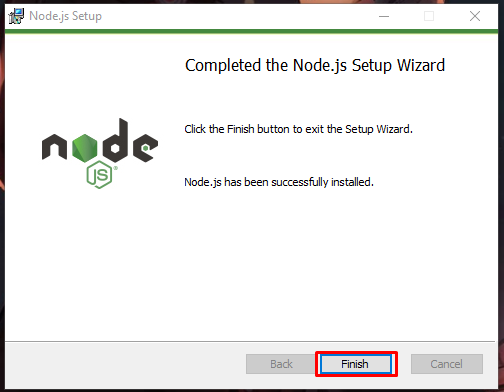 Node.js Setup
Completed the Node.js Setup Wizard
Click the Finish button to exit the Setup Wizard.
node
JS
Node.js has been successfully installed.
Back Finish Cancel